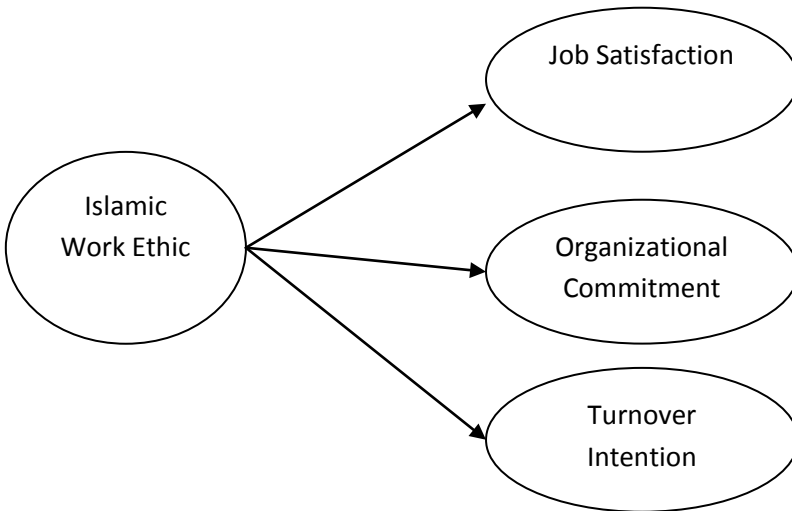 Job Satisfaction
Islamic
Work Ethic
Organizational
Commitment
Turnover
Intention